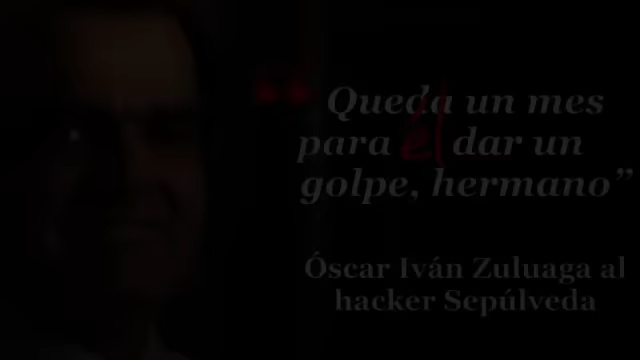 “Queda un mes
para él dar un
golpe, hermano”
Óscar Iván Zuluaga al
hacker Sepúlveda